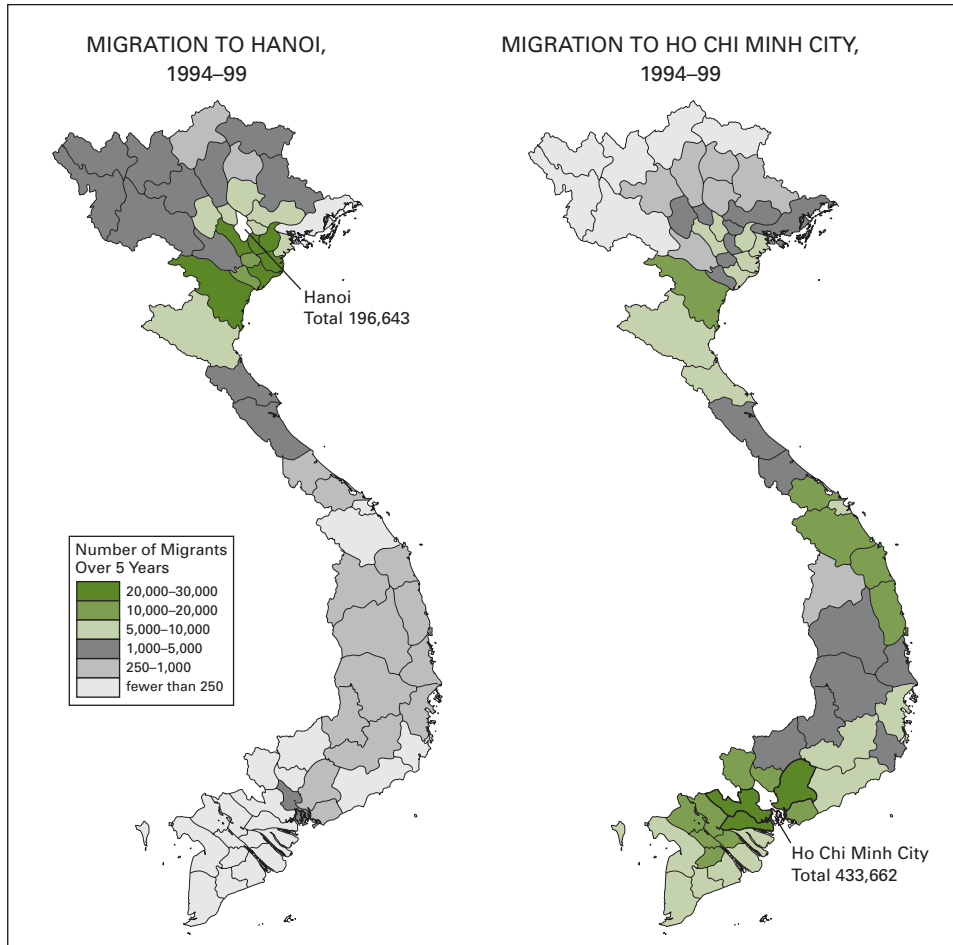 MIGRATION TO HANOI,
1994–99
MIGRATION TO HO CHI MINH CITY,
1994–99
Hanoi
Total 196,643
Number of Migrants
Over 5 Years
20,000–30,000
10,000–20,000
5,000–10,000
1,000–5,000
250–1,000
fewer than 250
Ho Chi Minh City
Total 433,662